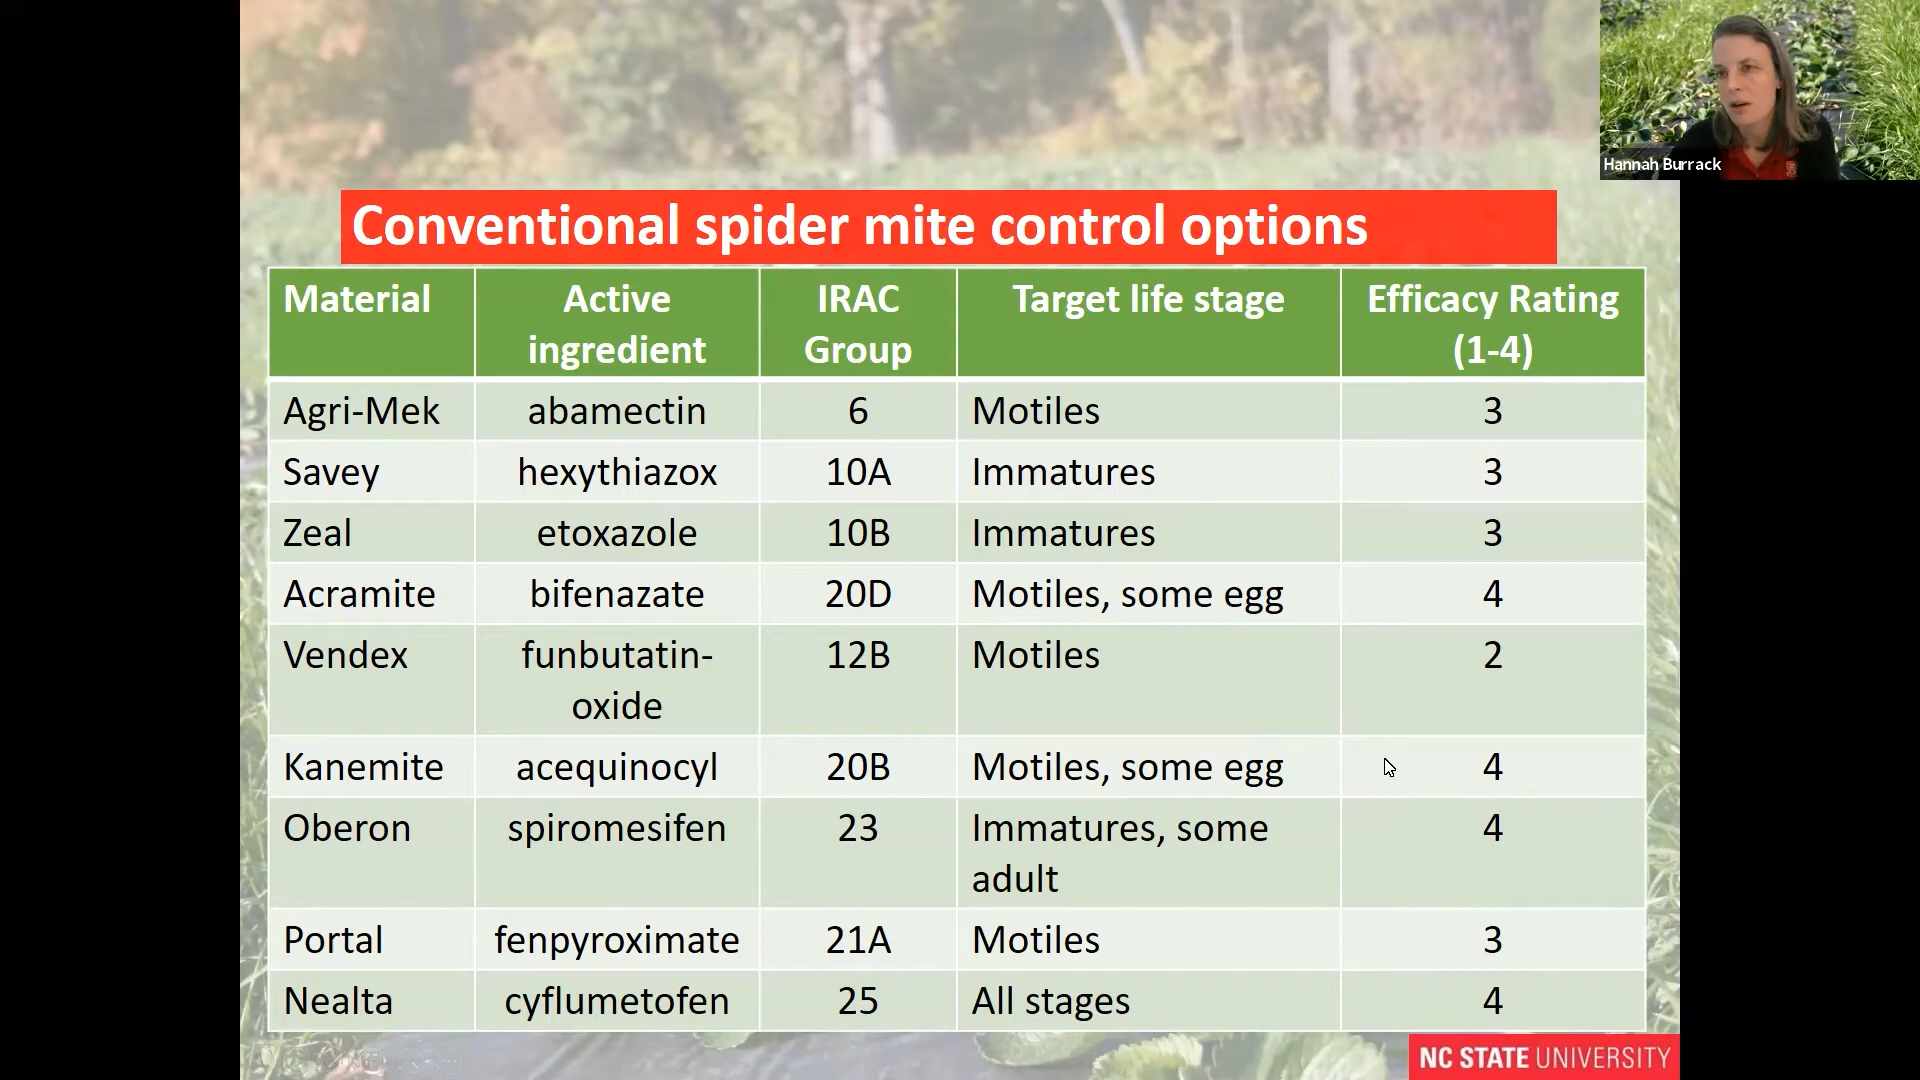 Hannah Burrack
Conventional spider mite control options
Material Active ingredient IRAC Group Target life stage Efficacy Rating (1-4)
Agri-Mek abamectin 6 Motiles 3
Savey hexythiazox 10A Immatures 3
Zeal etoxazole 10B Immatures 3
Acramite bifenazate 20D Motiles, some egg 4
Vendex funbutatin-oxide 12B Motiles 2
Kanemite acequinocyl 20B Motiles, some egg 4
Oberon spiromesifen 23 Immatures, some adult 4
Portal fenpyroximate 21A Motiles 3
Nealta cyflumetofen 25 All stages 4
NC STATE UNIVERSITY